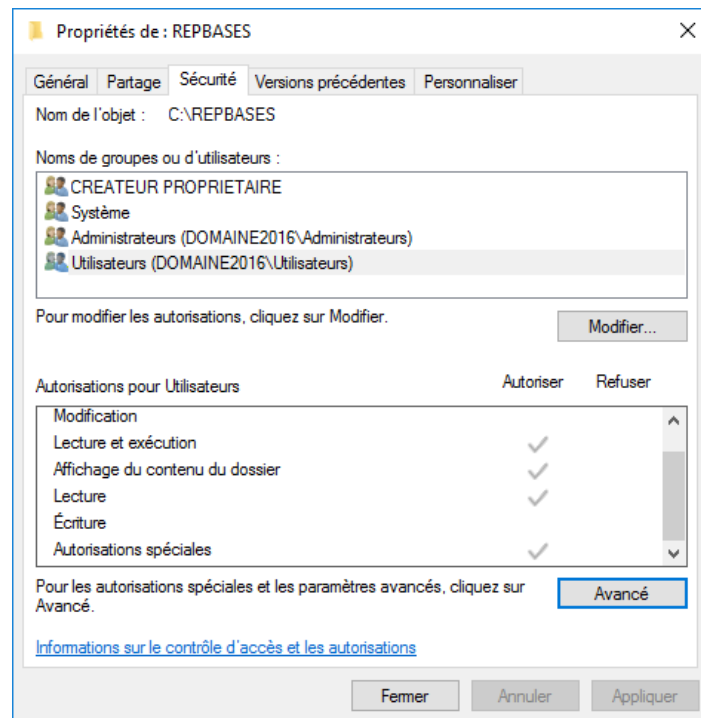 Propriétés de : REPBASES
Général Partage Sécurité Versions précédentes Personnaliser
Nom de l'objet : C:\REPBASES
Noms de groupes ou d'utilisateurs :
CREATEUR PROPRIETAIRE
Système
Administrateurs (DOMAINE2016\Administrateurs)
Utilisateurs (DOMAINE2016\Utilisateurs)
Pour modifier les autorisations, cliquez sur Modifier.
Modifier...
Autorisations pour Utilisateurs Autoriser Refuser
Modification
Lecture et exécution
Affichage du contenu du dossier
Lecture
Écriture
Autorisations spéciales
Pour les autorisations spéciales et les paramètres avancés, cliquez sur
Avancé.
Avancé
Informations sur le contrôle d'accès et les autorisations
Fermer Annuler Appliquer